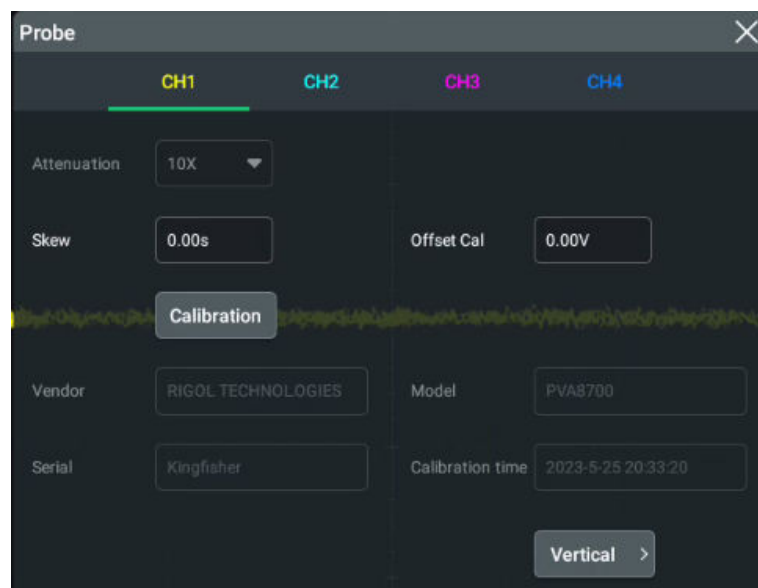 Probe
CH1 CH2 CH3 CH4
Attenuation 10X
Skew 0.00s Offset Cal 0.00V
Calibration
Vendor RIGOL TECHNOLOGIES Model PVA8700
Serial Kingfisher Calibration time 2023-5-25 20:33:20
Vertical >